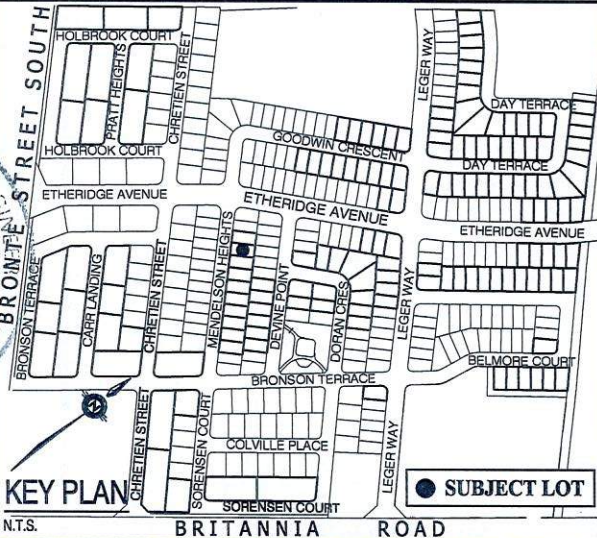 HOLBROOK COURT
PRATT HEIGHTS
CHRETIEN STREET
BRONTE STREET SOUTH
HOLBROOK COURT
LEGER WAY
DAY TERRACE
GOODWIN CRESCENT
DAY TERRACE
ETHERIDGE AVENUE
ETHERIDGE AVENUE
ETHERIDGE AVENUE
BRONSON TERRACE
CARR LANDING
CHRETIEN STREET
MENDELSON HEIGHTS
DEVINE POINT
DORAN CRES
LEGER WAY
BELMORE COURT
BRONSON TERRACE
N
CHRETIEN STREET
SORENSEN COURT
COLVILLE PLACE
LEGER WAY
KEY PLAN
SUBJECT LOT
SORENSEN COURT
N.T.S.
BRITANNIA ROAD